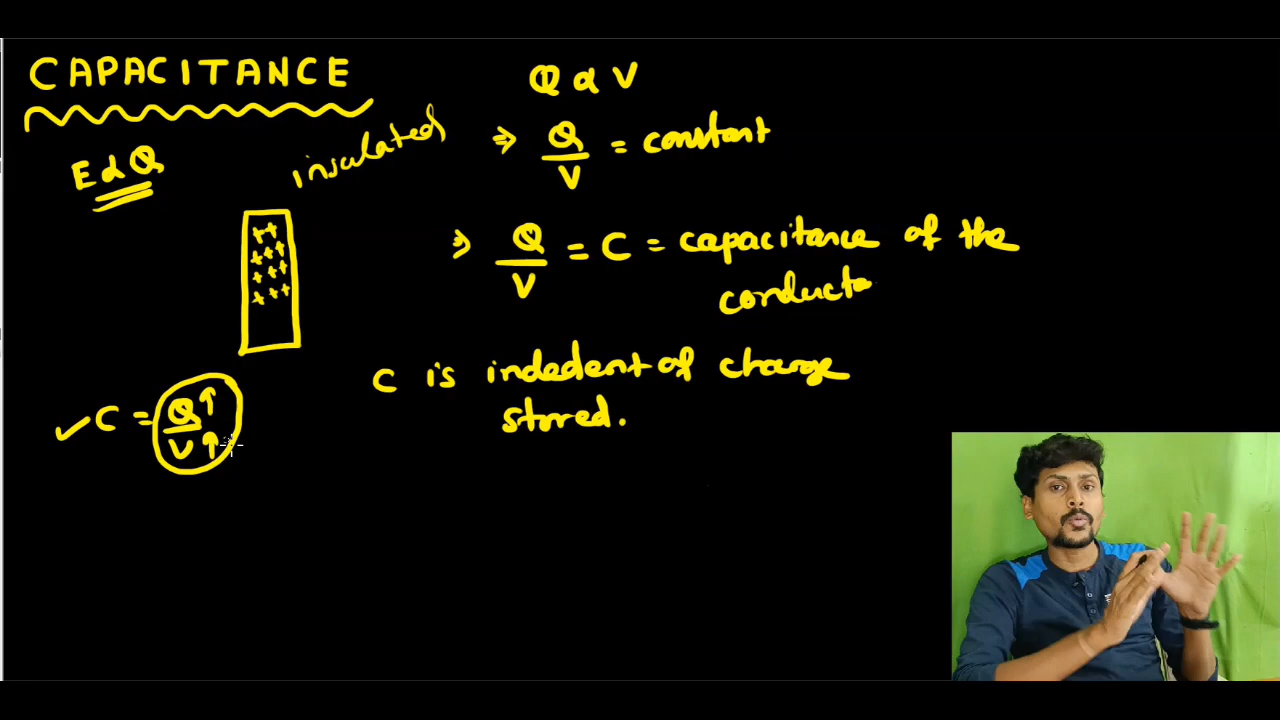 CAPACITANCE
E α Q
insulated
Q α V
⇒ Q/V = constant
⇒ Q/V = C = capacitance of the
conducto
C = Q↑/V↑
C is indedent of charge
stored.